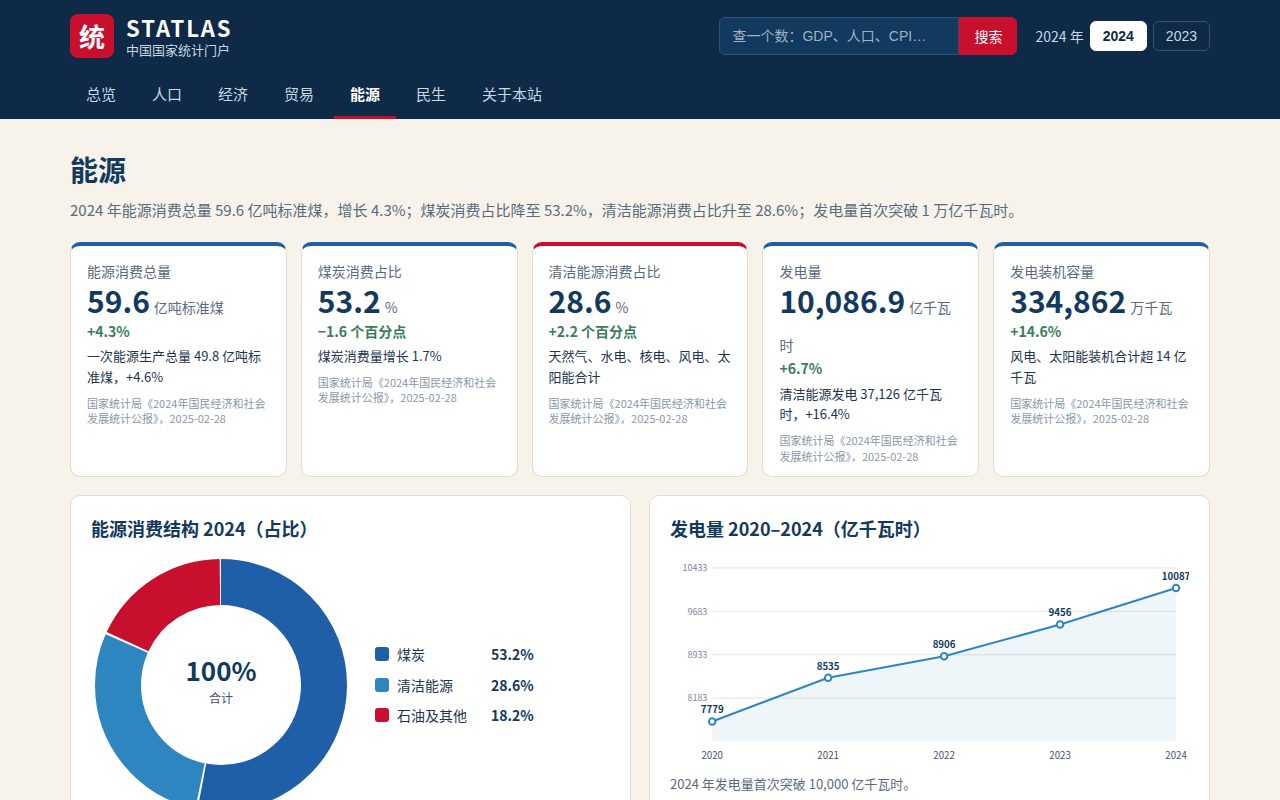 统
STATLAS
中国国家统计门户
查一个数：GDP、人口、CPI…
搜索
2024 年
2024
2023
总览
人口
经济
贸易
能源
民生
关于本站
能源
2024 年能源消费总量 59.6 亿吨标准煤，增长 4.3%；煤炭消费占比降至 53.2%，清洁能源消费占比升至 28.6%；发电量首次突破 1 万亿千瓦时。
能源消费总量
59.6 亿吨标准煤
+4.3%
一次能源生产总量 49.8 亿吨标
准煤，+4.6%
国家统计局《2024年国民经济和社会
发展统计公报》，2025-02-28
煤炭消费占比
53.2 %
−1.6 个百分点
煤炭消费量增长 1.7%
国家统计局《2024年国民经济和社会
发展统计公报》，2025-02-28
清洁能源消费占比
28.6 %
+2.2 个百分点
天然气、水电、核电、风电、太
阳能合计
国家统计局《2024年国民经济和社会
发展统计公报》，2025-02-28
发电量
10,086.9 亿千瓦
时
+6.7%
清洁能源发电 37,126 亿千瓦
时，+16.4%
国家统计局《2024年国民经济和社会
发展统计公报》，2025-02-28
发电装机容量
334,862 万千瓦
+14.6%
风电、太阳能装机合计超 14 亿
千瓦
国家统计局《2024年国民经济和社会
发展统计公报》，2025-02-28
能源消费结构 2024（占比）
100%
合计
煤炭 53.2%
清洁能源 28.6%
石油及其他 18.2%
发电量 2020–2024（亿千瓦时）
10433
9683
8933
8183
7779
8535
8906
9456
10087
2020
2021
2022
2023
2024
2024 年发电量首次突破 10,000 亿千瓦时。